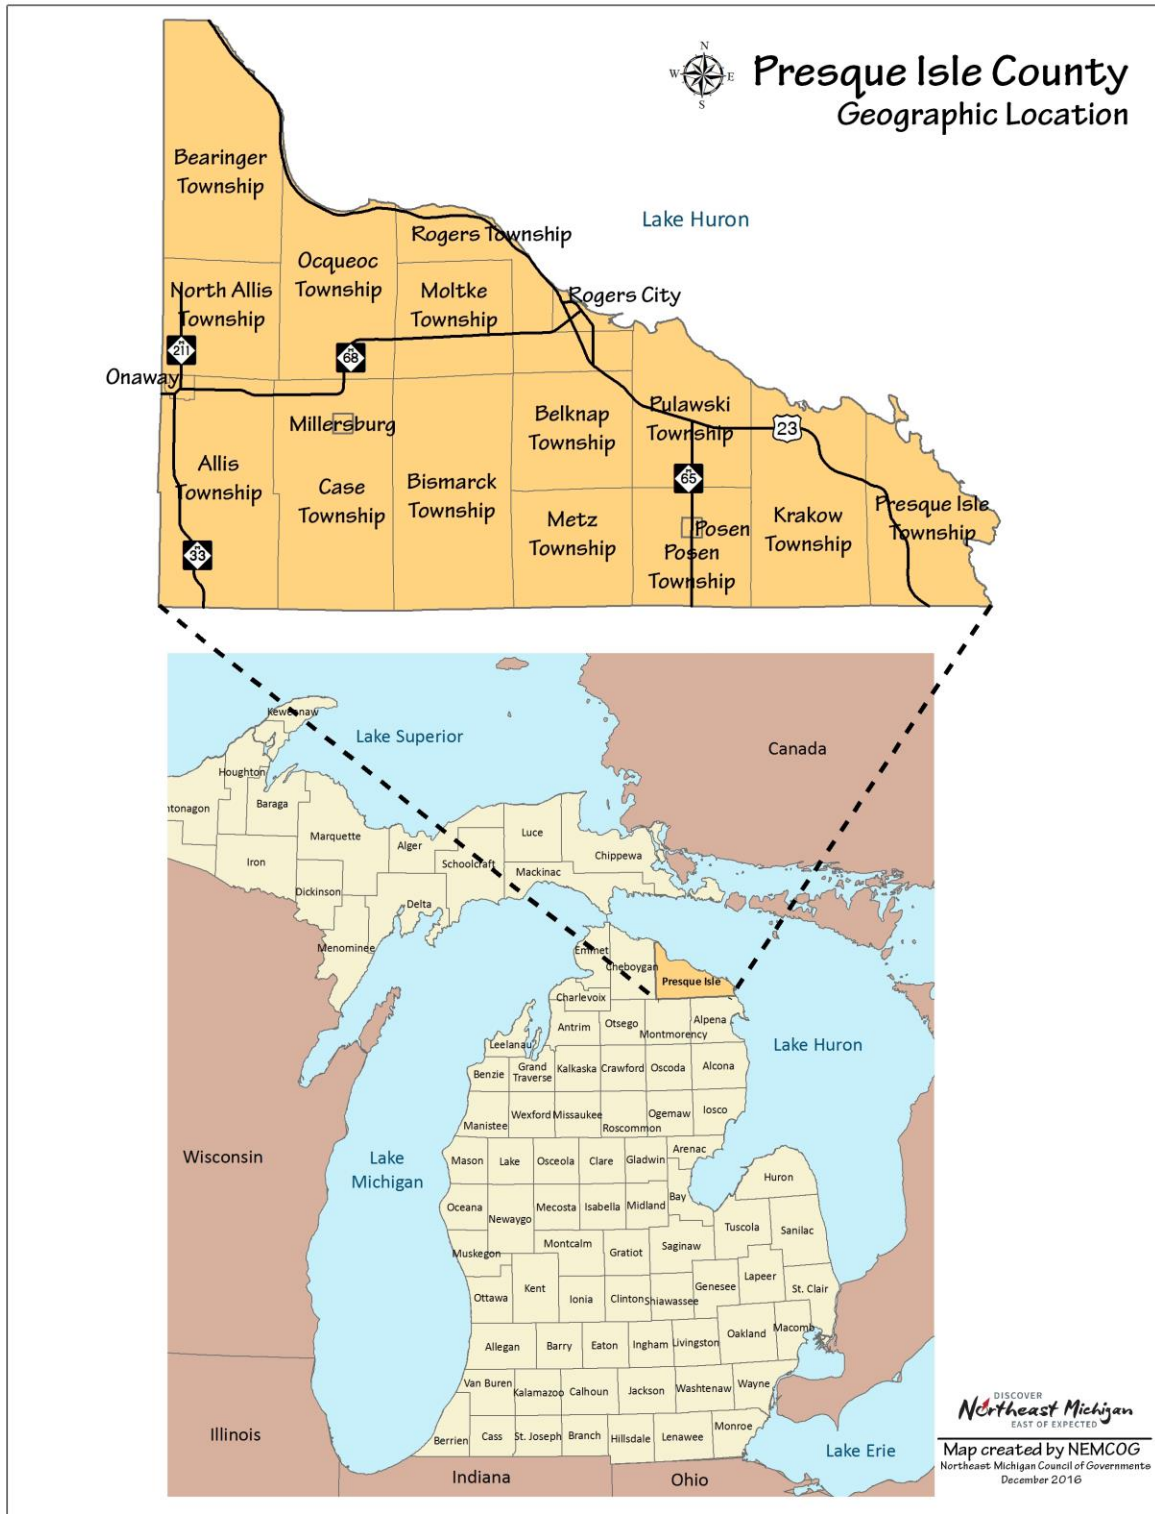 N
W E
S
Presque Isle County
Geographic Location
Bearinger
Township
Lake Huron
Rogers Township
Ocqueoc
Township
North Allis
Township
Moltke
Township
Rogers City
M
211
M
68
Onaway
Millersburg
Belknap
Township
Pulawski
Township
23
Allis
Township
Case
Township
Bismarck
Township
M
65
Metz
Township
Posen
Posen
Township
Krakow
Township
Presque Isle
Township
M
33
Keweenaw
Lake Superior
Canada
Houghton
ntonagon
Baraga
Marquette
Luce
Alger
Iron
Schoolcraft
Chippewa
Mackinac
Dickinson
Delta
Menominee
Emmet
Cheboygan
Presque Isle
Charlevoix
Antrim
Otsego
Montmorency
Alpena
Lake Huron
Leelanau
Benzie
Grand
Traverse
Kalkaska
Crawford
Oscoda
Alcona
Manistee
Wexford
Missaukee
Roscommon
Ogemaw
Iosco
Arenac
Wisconsin
Lake
Michigan
Mason
Lake
Osceola
Clare
Gladwin
Huron
Bay
Oceana
Newaygo
Mecosta
Isabella
Midland
Tuscola
Sanilac
Muskegon
Montcalm
Gratiot
Saginaw
Ottawa
Kent
Ionia
Clinton
Shiawassee
Genesee
Lapeer
St. Clair
Allegan
Barry
Eaton
Ingham
Livingston
Oakland
Macomb
Van Buren
Kalamazoo
Calhoun
Jackson
Washtenaw
Wayne
Illinois
Berrien
Cass
St. Joseph
Branch
Hillsdale
Lenawee
Monroe
Lake Erie
Indiana
Ohio
DISCOVER
Northeast Michigan
EAST OF EXPECTED
Map created by NEMCOG
Northeast Michigan Council of Governments
December 2016